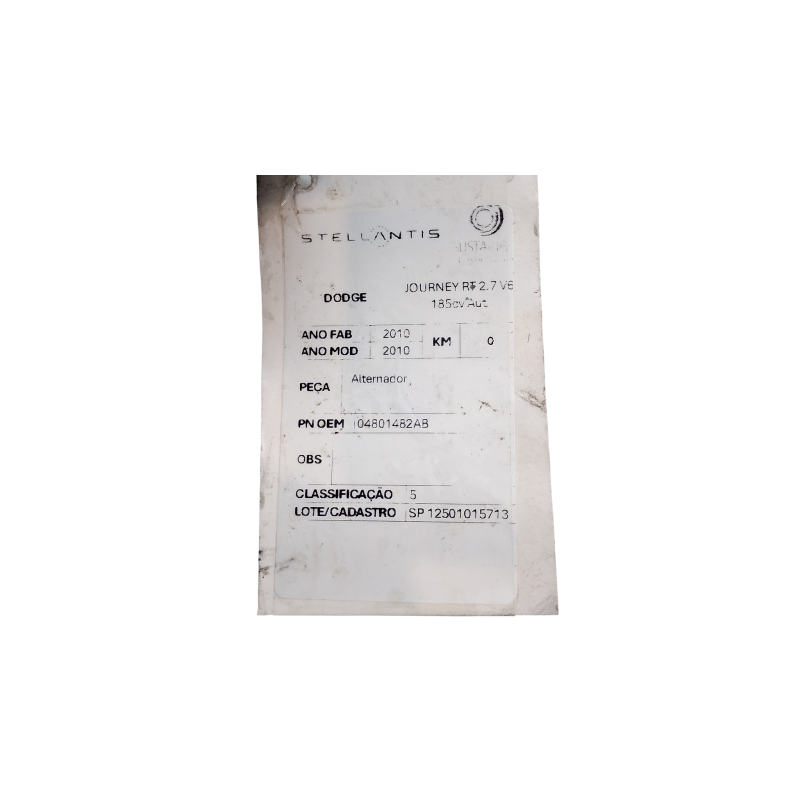 STELLANTIS
DODGE JOURNEY RT 2.7 V6
185cv Aut
ANO FAB 2010
ANO MOD 2010 KM 0
PEÇA Alternador
PN OEM 04801482AB
OBS
CLASSIFICAÇÃO 5
LOTE/CADASTRO SP 12501015713